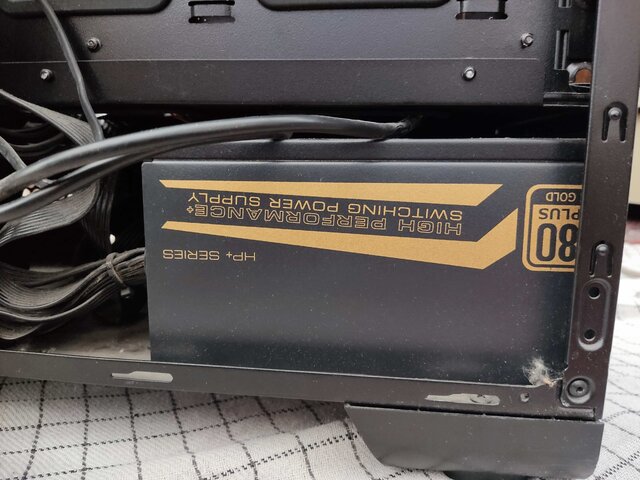 HIGH PERFORMANCE+
SWITCHING POWER SUPPLY
HP+ SERIES
80
PLUS
GOLD